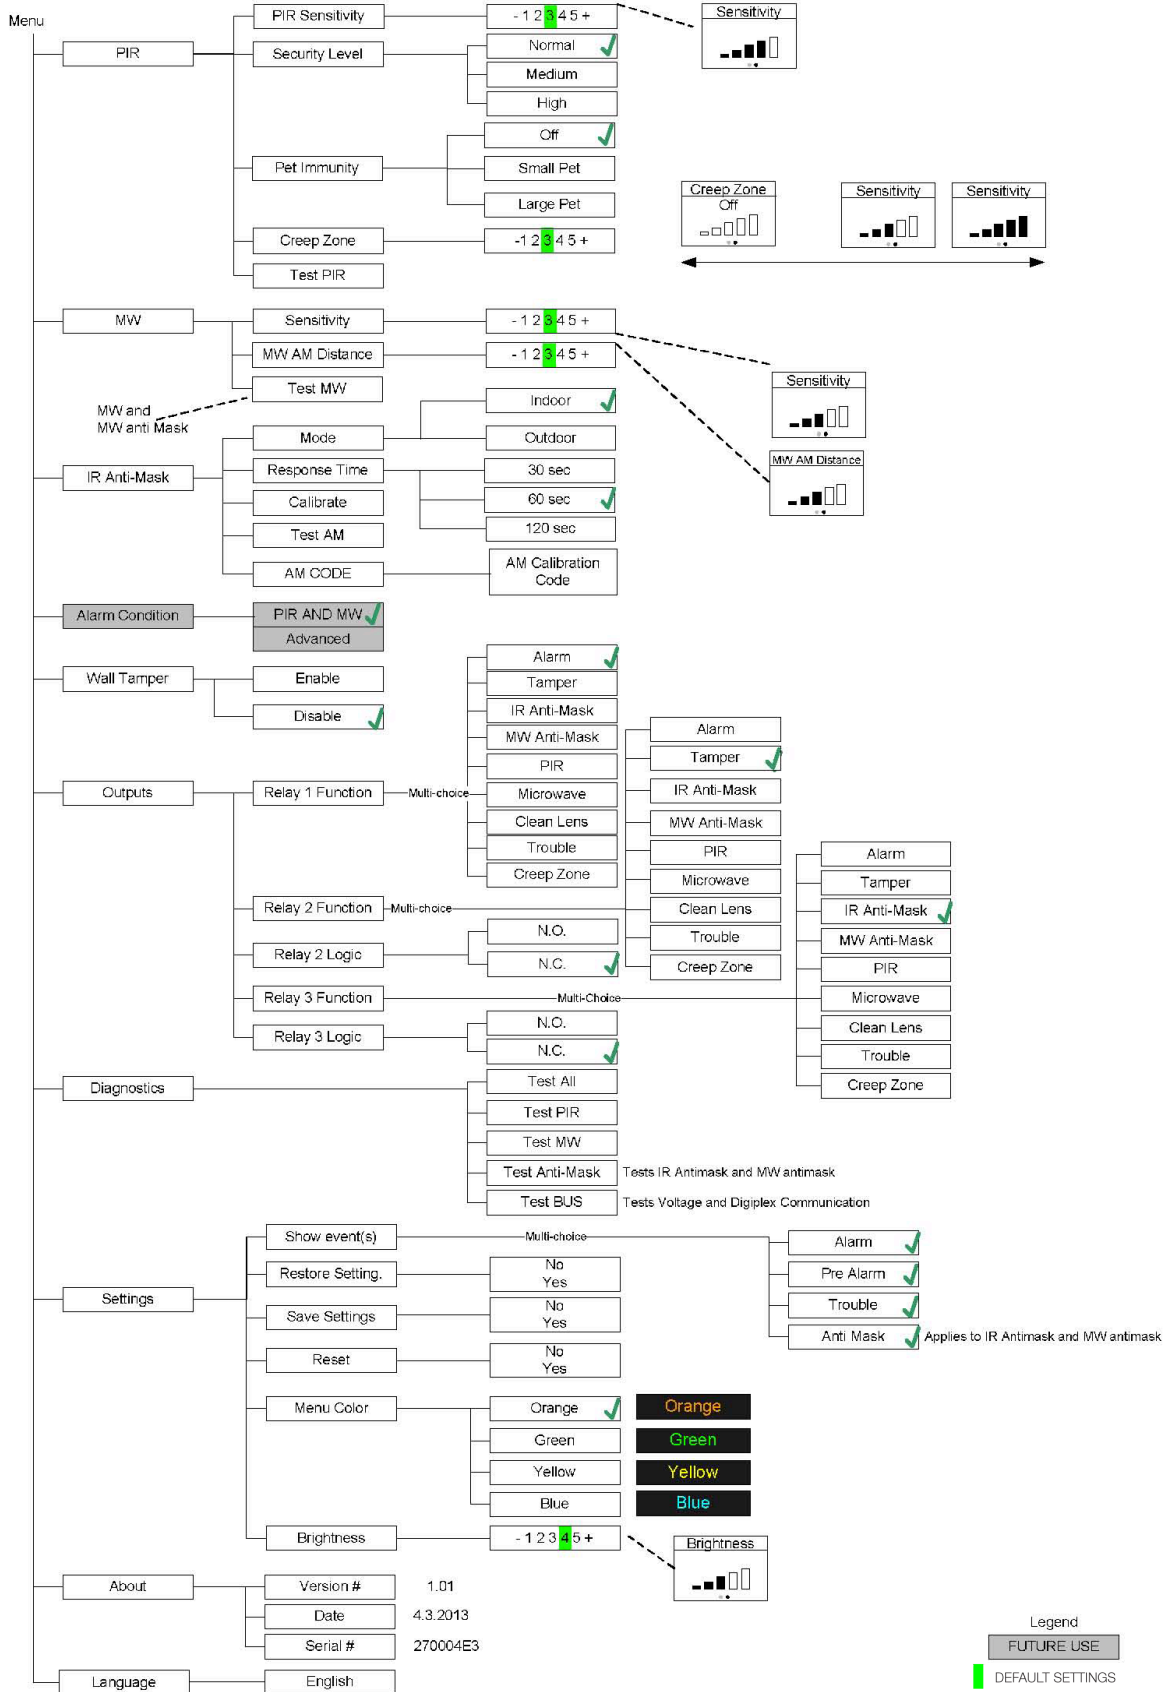 Menu
PIR
PIR Sensitivity
- 1 2 3 4 5 +
Sensitivity
Security Level
Normal
Medium
High
Pet Immunity
Off
Small Pet
Large Pet
Creep Zone
-1 2 3 4 5 +
Test PIR
Creep Zone
Off
Sensitivity
Sensitivity
MW
Sensitivity
- 1 2 3 4 5 +
MW AM Distance
- 1 2 3 4 5 +
Test MW
MW and
MW anti Mask
Sensitivity
MW AM Distance
IR Anti-Mask
Mode
Indoor
Outdoor
Response Time
30 sec
60 sec
120 sec
Calibrate
Test AM
AM CODE
AM Calibration
Code
Alarm Condition
PIR AND MW
Advanced
Wall Tamper
Enable
Disable
Outputs
Relay 1 Function
Multi-choice
Alarm
Tamper
IR Anti-Mask
MW Anti-Mask
PIR
Microwave
Clean Lens
Trouble
Creep Zone
Relay 2 Function
Multi-choice
Alarm
Tamper
IR Anti-Mask
MW Anti-Mask
PIR
Microwave
Clean Lens
Trouble
Creep Zone
Relay 2 Logic
N.O.
N.C.
Relay 3 Function
Multi-Choice
Alarm
Tamper
IR Anti-Mask
MW Anti-Mask
PIR
Microwave
Clean Lens
Trouble
Creep Zone
Relay 3 Logic
N.O.
N.C.
Diagnostics
Test All
Test PIR
Test MW
Test Anti-Mask
Tests IR Antimask and MW antimask
Test BUS
Tests Voltage and Digiplex Communication
Settings
Show event(s)
Multi-choice
Alarm
Pre Alarm
Trouble
Anti Mask
Applies to IR Antimask and MW antimask
Restore Setting.
No
Yes
Save Settings
No
Yes
Reset
No
Yes
Menu Color
Orange
Orange
Green
Green
Yellow
Yellow
Blue
Blue
Brightness
- 1 2 3 4 5 +
Brightness
About
Version #
1.01
Date
4.3.2013
Serial #
270004E3
Language
English
Legend
FUTURE USE
DEFAULT SETTINGS